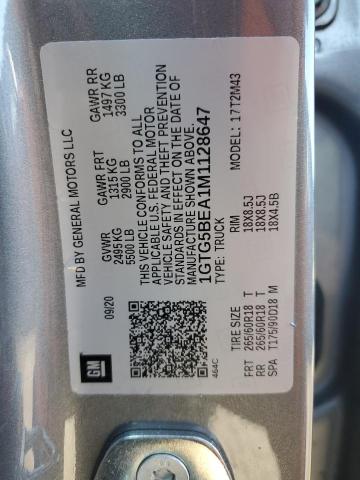 MFD BY GENERAL MOTORS LLC
09/20
GVWR
2495 KG
5500 LB
GAWR FRT
1315 KG
2900 LB
GAWR RR
1497 KG
3300 LB
THIS VEHICLE CONFORMS TO ALL
APPLICABLE U.S. FEDERAL MOTOR
VEHICLE SAFETY AND THEFT PREVENTION
STANDARDS IN EFFECT ON THE DATE OF
MANUFACTURE SHOWN ABOVE.
1GTG5BEA1M1128647
TYPE: TRUCK
MODEL: 17T2M43
464C
GM
TIRE SIZE RIM
FRT 265/60R18 T 18X8.5J
RR 265/60R18 T 18X8.5J
SPA T175/90D18 M 18X4.5B